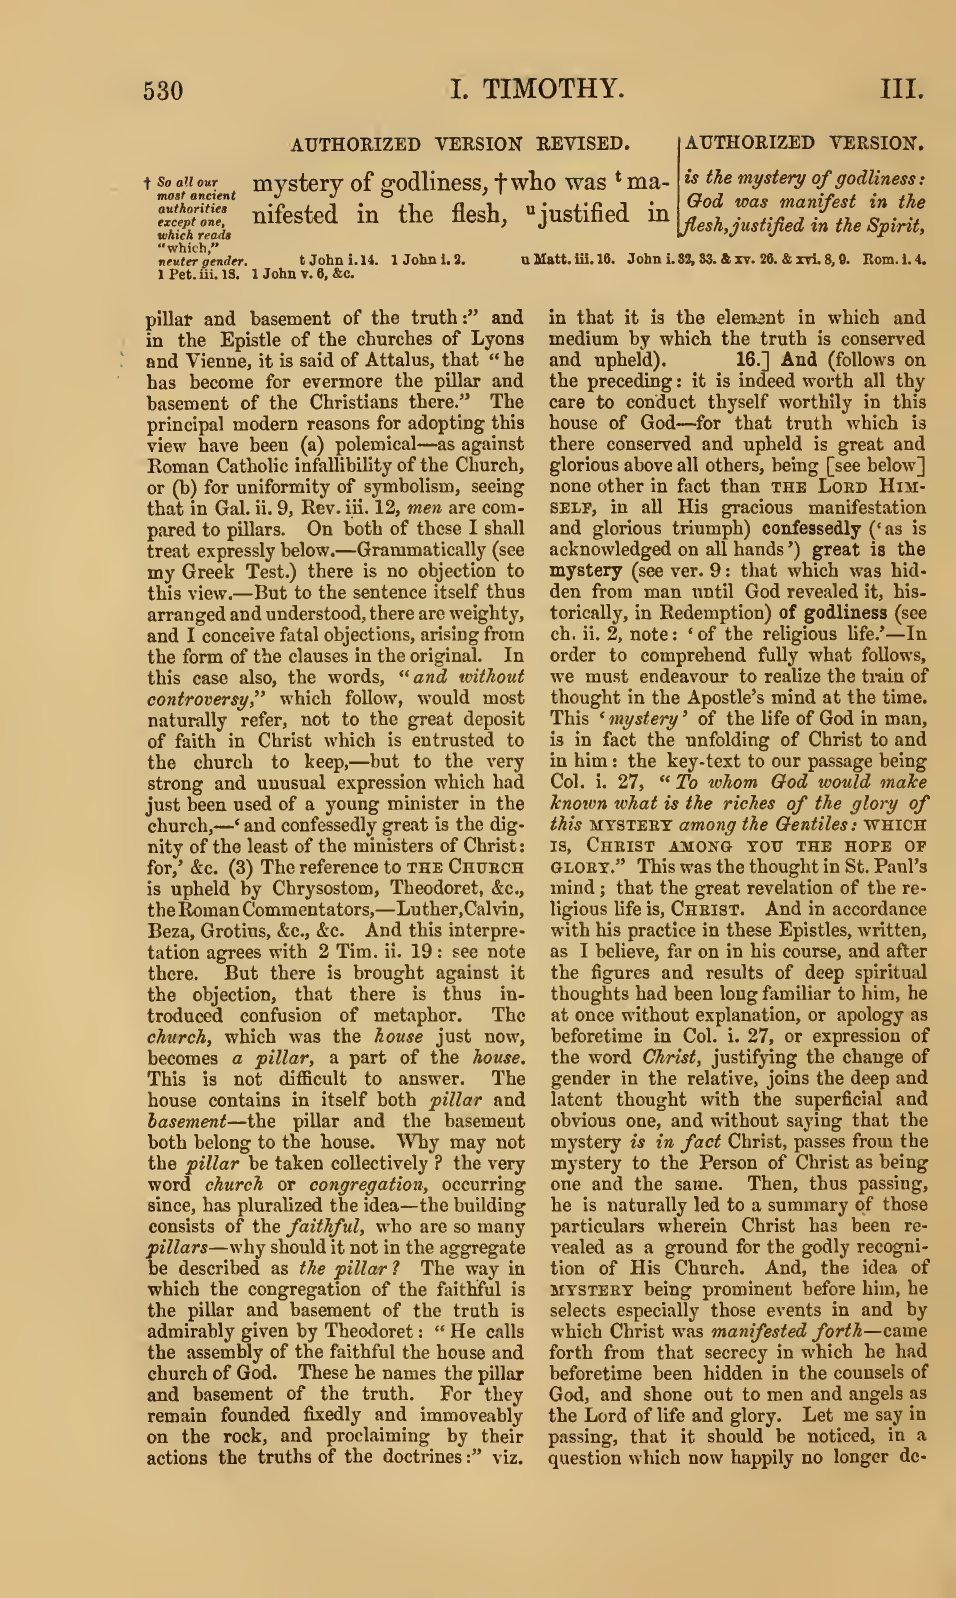 530
I. TIMOTHY.
III.
AUTHORIZED VERSION REVISED.
† So all our
most ancient
authorities
except one,
which reads
"which,"
neuter gender.
mystery of godliness, †who was ᵗ ma-
nifested in the flesh, ᵘ justified in
AUTHORIZED VERSION.
is the mystery of godliness:
God was manifest in the
flesh, justified in the Spirit,
t John i. 14. 1 John i. 2.
u Matt. iii. 16. John i. 32, 33. & xv. 26. & xvi. 8, 9. Rom. i. 4.
1 Pet. iii. 18. 1 John v. 6, &c.
pillar and basement of the truth:" and
in the Epistle of the churches of Lyons
and Vienne, it is said of Attalus, that "he
has become for evermore the pillar and
basement of the Christians there." The
principal modern reasons for adopting this
view have been (a) polemical—as against
Roman Catholic infallibility of the Church,
or (b) for uniformity of symbolism, seeing
that in Gal. ii. 9, Rev. iii. 12, men are com-
pared to pillars. On both of these I shall
treat expressly below.—Grammatically (see
my Greek Test.) there is no objection to
this view.—But to the sentence itself thus
arranged and understood, there are weighty,
and I conceive fatal objections, arising from
the form of the clauses in the original. In
this case also, the words, "and without
controversy," which follow, would most
naturally refer, not to the great deposit
of faith in Christ which is entrusted to
the church to keep,—but to the very
strong and unusual expression which had
just been used of a young minister in the
church,—'and confessedly great is the dig-
nity of the least of the ministers of Christ:
for,' &c. (3) The reference to THE CHURCH
is upheld by Chrysostom, Theodoret, &c.,
the Roman Commentators,—Luther, Calvin,
Beza, Grotius, &c., &c. And this interpre-
tation agrees with 2 Tim. ii. 19: see note
there. But there is brought against it
the objection, that there is thus in-
troduced confusion of metaphor. The
church, which was the house just now,
becomes a pillar, a part of the house.
This is not difficult to answer. The
house contains in itself both pillar and
basement—the pillar and the basement
both belong to the house. Why may not
the pillar be taken collectively? the very
word church or congregation, occurring
since, has pluralized the idea—the building
consists of the faithful, who are so many
pillars—why should it not in the aggregate
be described as the pillar? The way in
which the congregation of the faithful is
the pillar and basement of the truth is
admirably given by Theodoret: "He calls
the assembly of the faithful the house and
church of God. These he names the pillar
and basement of the truth. For they
remain founded fixedly and immoveably
on the rock, and proclaiming by their
actions the truths of the doctrines:" viz.
in that it is the element in which and
medium by which the truth is conserved
and upheld). 16.] And (follows on
the preceding: it is indeed worth all thy
care to conduct thyself worthily in this
house of God—for that truth which is
there conserved and upheld is great and
glorious above all others, being [see below]
none other in fact than THE LORD HIM-
SELF, in all His gracious manifestation
and glorious triumph) confessedly ('as is
acknowledged on all hands') great is the
mystery (see ver. 9: that which was hid-
den from man until God revealed it, his-
torically, in Redemption) of godliness (see
ch. ii. 2, note: 'of the religious life.'—In
order to comprehend fully what follows,
we must endeavour to realize the train of
thought in the Apostle's mind at the time.
This 'mystery' of the life of God in man,
is in fact the unfolding of Christ to and
in him: the key-text to our passage being
Col. i. 27, "To whom God would make
known what is the riches of the glory of
this MYSTERY among the Gentiles: WHICH
IS, CHRIST AMONG YOU THE HOPE OF
GLORY." This was the thought in St. Paul's
mind; that the great revelation of the re-
ligious life is, CHRIST. And in accordance
with his practice in these Epistles, written,
as I believe, far on in his course, and after
the figures and results of deep spiritual
thoughts had been long familiar to him, he
at once without explanation, or apology as
beforetime in Col. i. 27, or expression of
the word Christ, justifying the change of
gender in the relative, joins the deep and
latent thought with the superficial and
obvious one, and without saying that the
mystery is in fact Christ, passes from the
mystery to the Person of Christ as being
one and the same. Then, thus passing,
he is naturally led to a summary of those
particulars wherein Christ has been re-
vealed as a ground for the godly recogni-
tion of His Church. And, the idea of
MYSTERY being prominent before him, he
selects especially those events in and by
which Christ was manifested forth—came
forth from that secrecy in which he had
beforetime been hidden in the counsels of
God, and shone out to men and angels as
the Lord of life and glory. Let me say in
passing, that it should be noticed, in a
question which now happily no longer de-